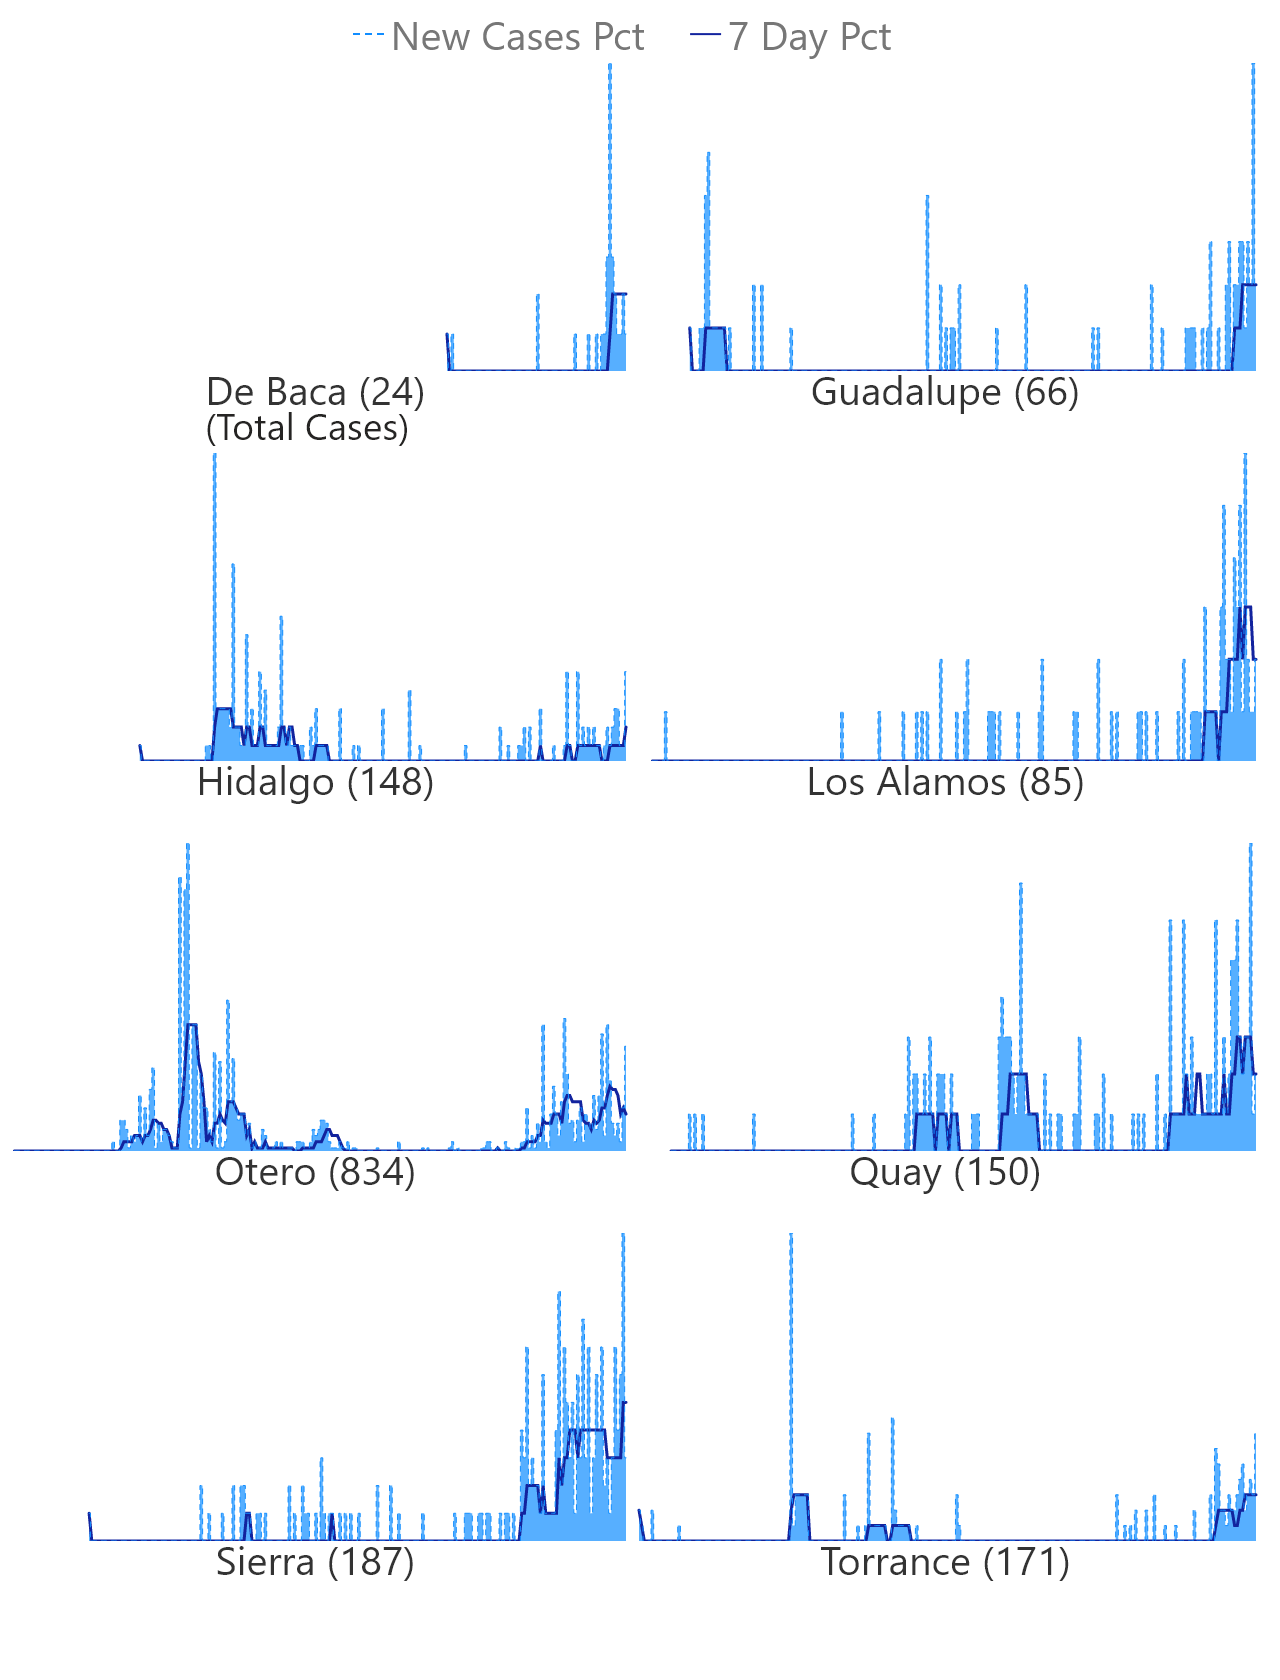 New Cases Pct 7 Day Pct
De Baca (24)
(Total Cases)
Guadalupe (66)
Hidalgo (148)
Los Alamos (85)
Otero (834)
Quay (150)
Sierra (187)
Torrance (171)